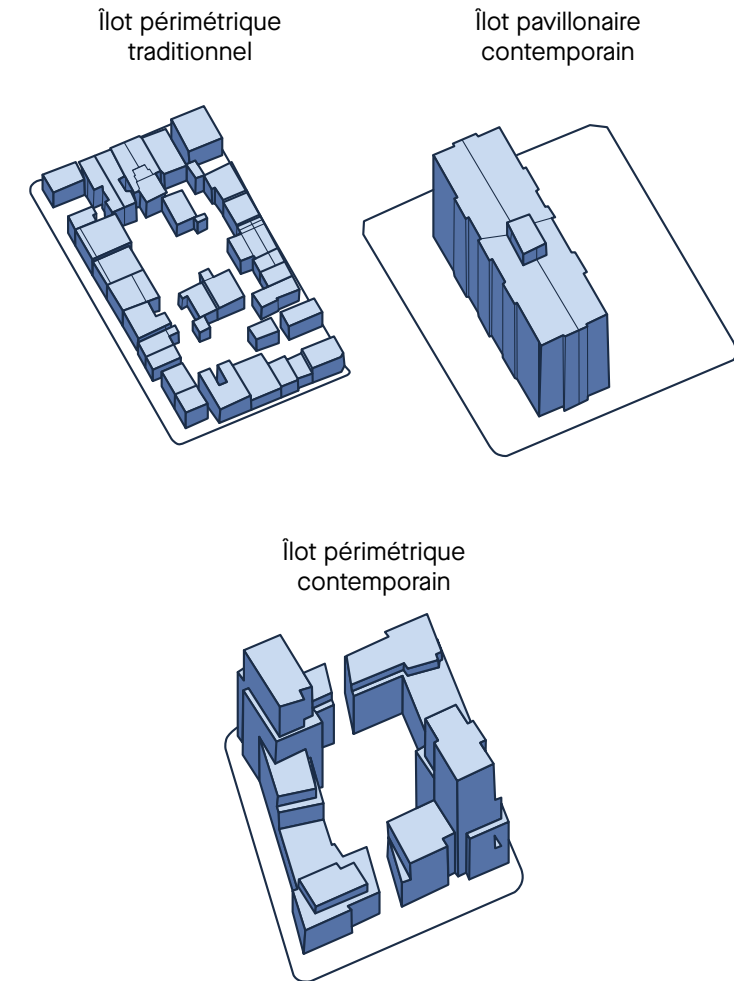 Îlot périmétrique
traditionnel
Îlot pavillonaire
contemporain
Îlot périmétrique
contemporain